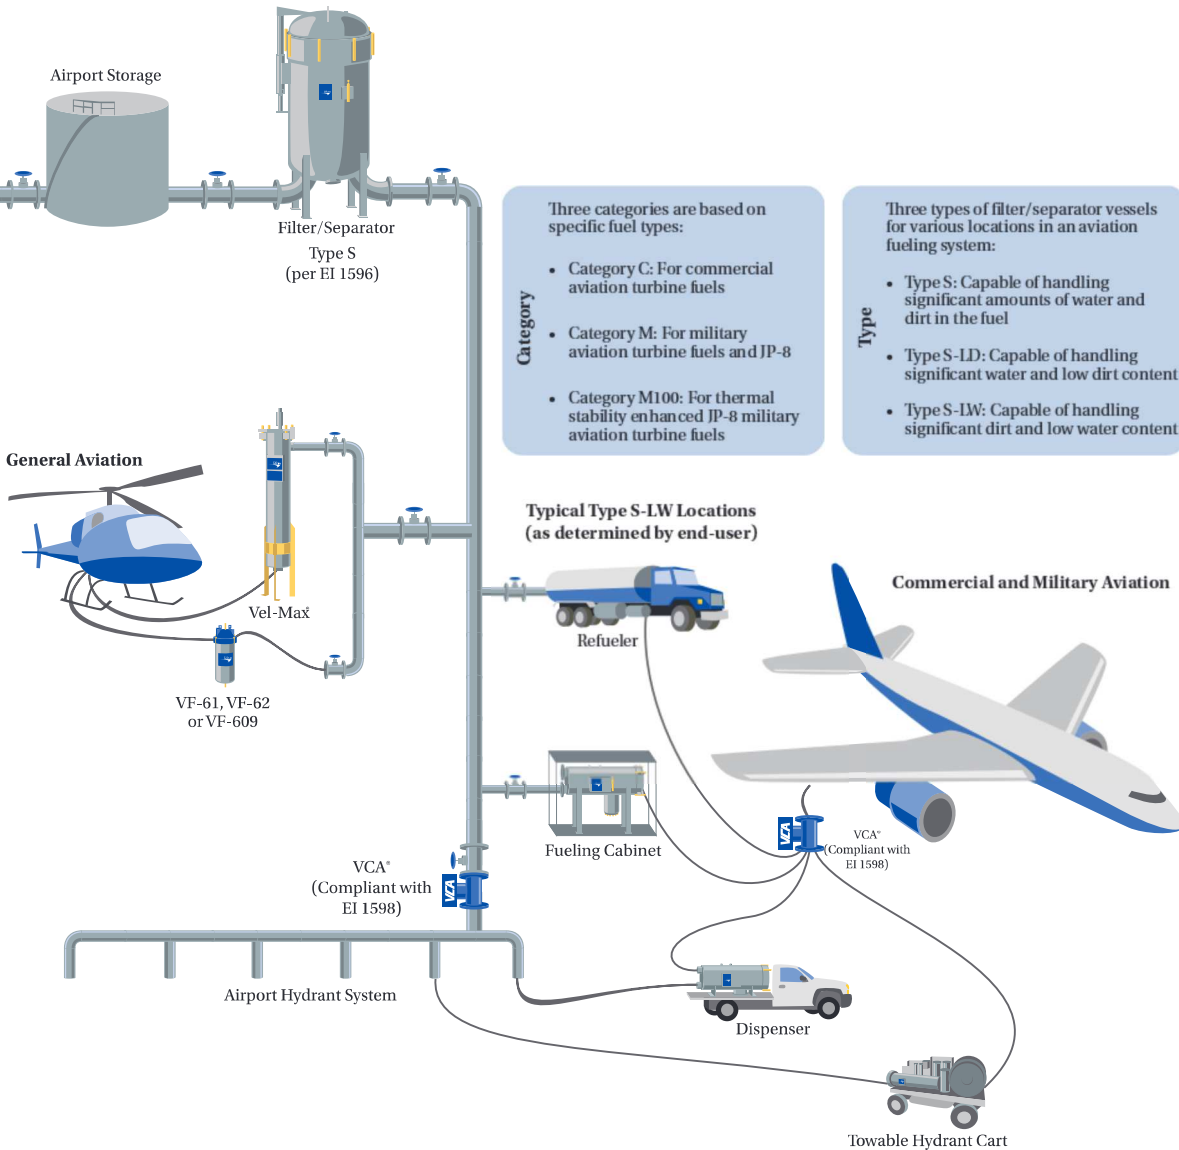 Airport Storage
Filter/Separator
Type S
(per EI 1596)
Category
Three categories are based on
specific fuel types:
• Category C: For commercial
aviation turbine fuels
• Category M: For military
aviation turbine fuels and JP-8
• Category M100: For thermal
stability enhanced JP-8 military
aviation turbine fuels
Type
Three types of filter/separator vessels
for various locations in an aviation
fueling system:
• Type S: Capable of handling
significant amounts of water and
dirt in the fuel
• Type S-LD: Capable of handling
significant water and low dirt content
• Type S-LW: Capable of handling
significant dirt and low water content
General Aviation
Vel-Max®
VF-61, VF-62
or VF-609
Typical Type S-LW Locations
(as determined by end-user)
Refueler
Commercial and Military Aviation
Fueling Cabinet
VCA
VCA®
(Compliant with
EI 1598)
VCA®
(Compliant with
EI 1598)
VCA
Airport Hydrant System
Dispenser
Towable Hydrant Cart